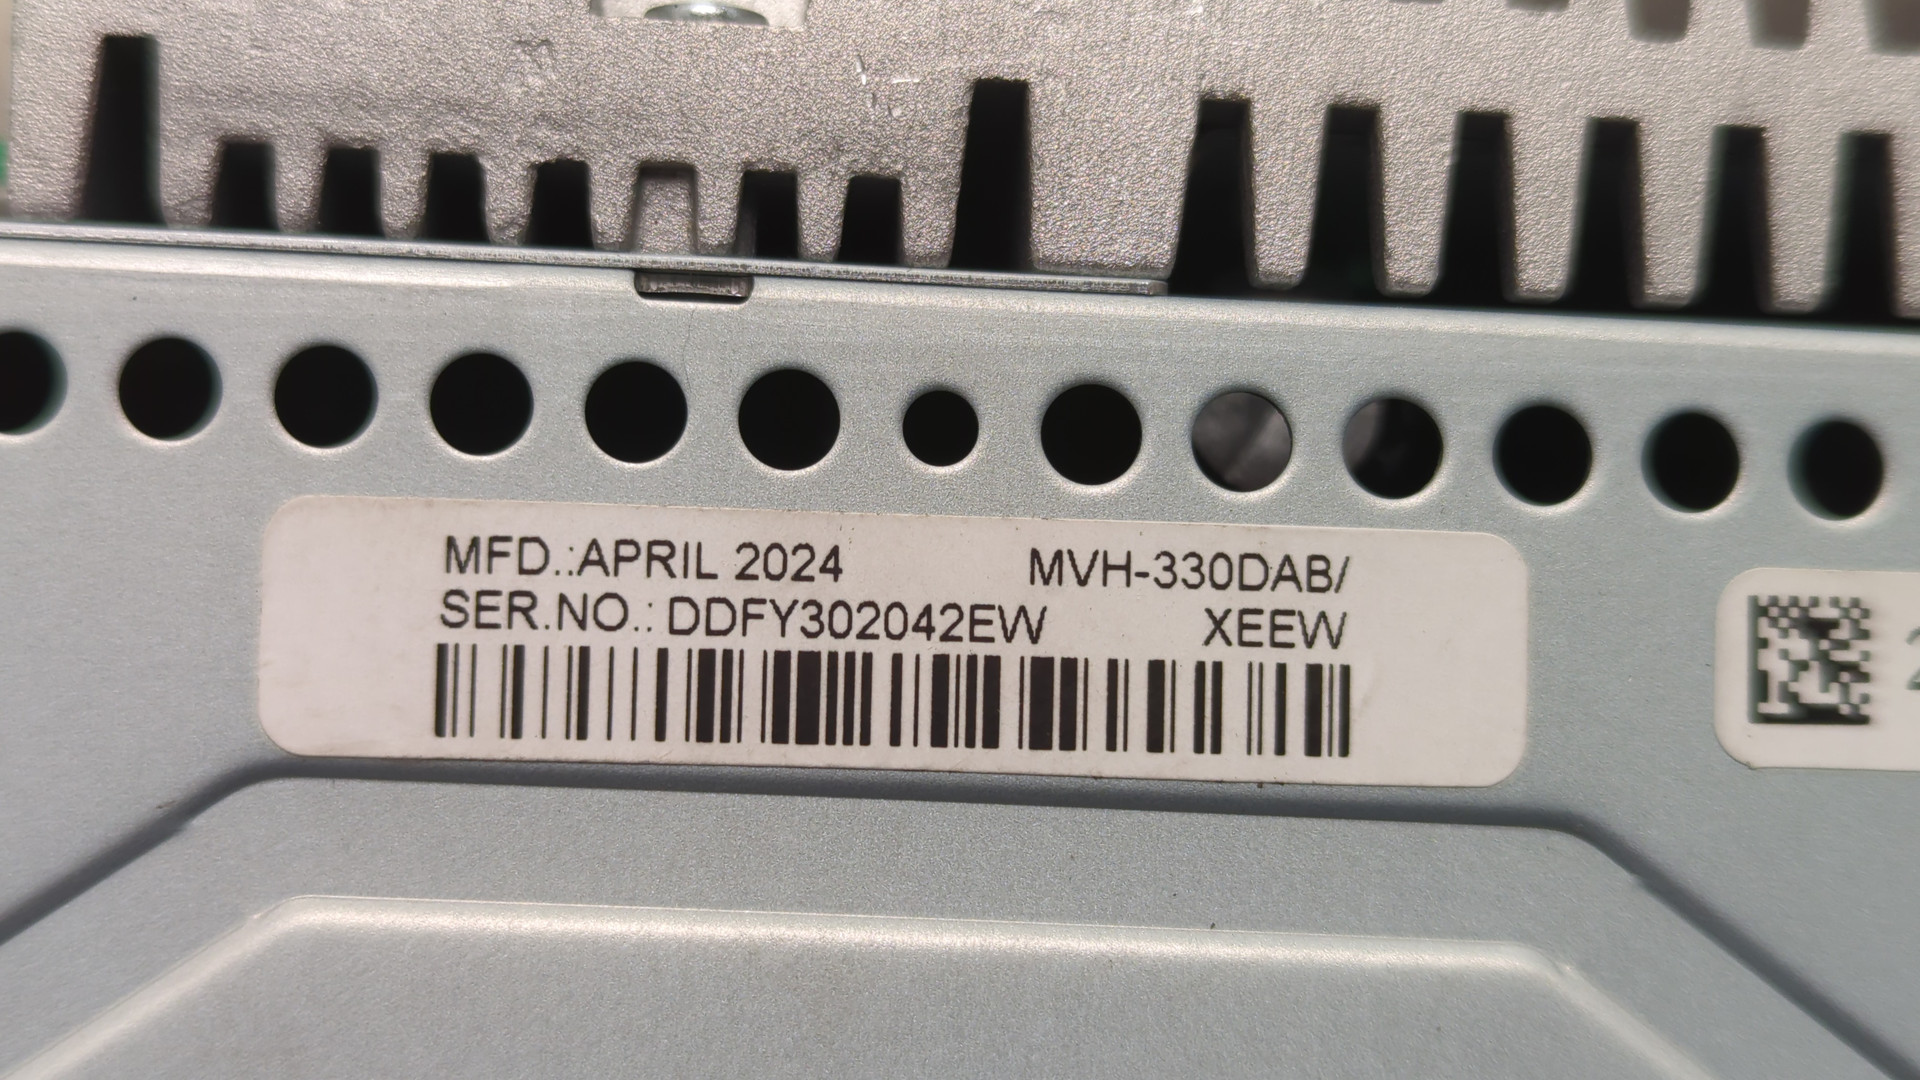 MFD.:APRIL 2024 MVH-330DAB/
SER.NO.: DDFY302042EW XEEW